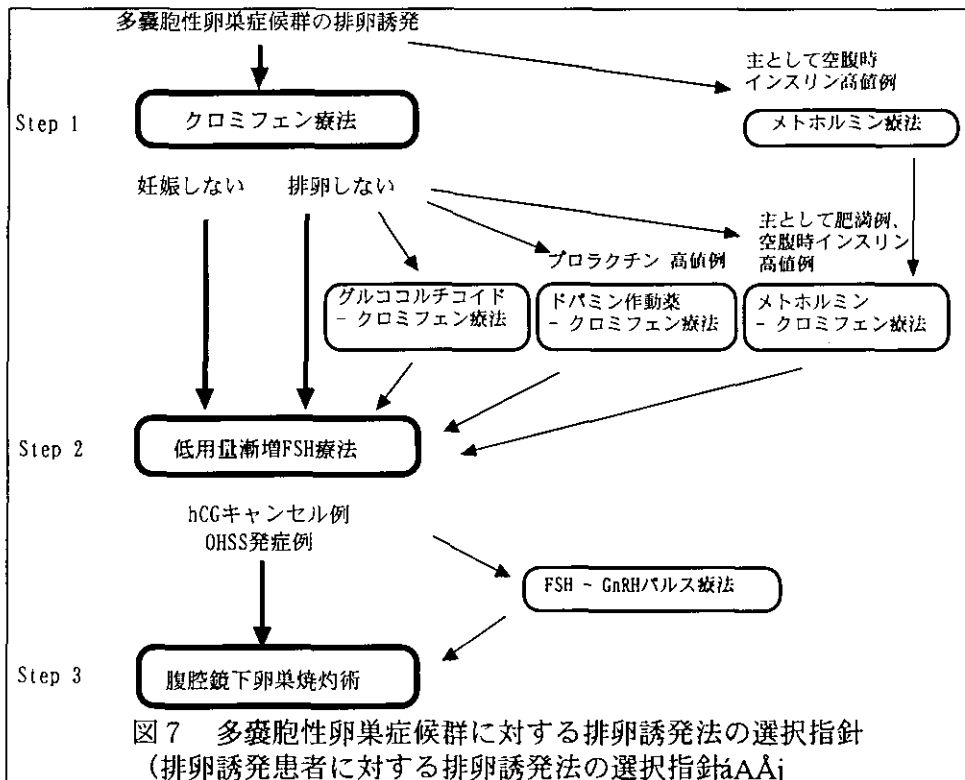 多嚢胞性卵巣症候群の排卵誘発
主として空腹時
インスリン高値例
Step 1
クロミフェン療法
メトホルミン療法
妊娠しない
排卵しない
主として肥満例、
空腹時インスリン
高値例
プロラクチン 高値例
グルココルチコイド
- クロミフェン療法
ドパミン作動薬
- クロミフェン療法
メトホルミン
- クロミフェン療法
Step 2
低用量漸増FSH療法
hCGキャンセル例
OHSS発症例
FSH ~ GnRHパルス療法
Step 3
腹腔鏡下卵巣焼灼術
図7 多嚢胞性卵巣症候群に対する排卵誘発法の選択指針
(排卵誘発患者に対する排卵誘発法の選択指針àAÅj